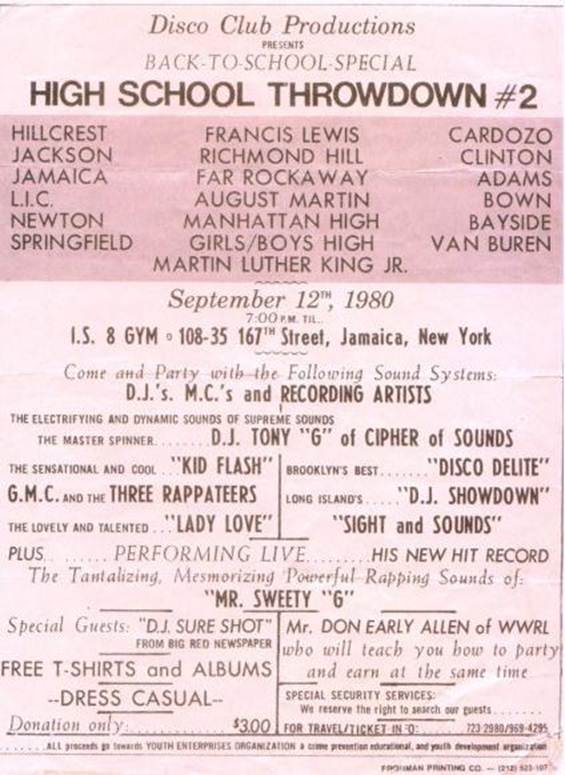 Disco Club Productions
PRESENTS
BACK-TO-SCHOOL-SPECIAL
HIGH SCHOOL THROWDOWN #2
HILLCREST FRANCIS LEWIS CARDOZO
JACKSON RICHMOND HILL CLINTON
JAMAICA FAR ROCKAWAY ADAMS
L.I.C. AUGUST MARTIN BOWN
NEWTON MANHATTAN HIGH BAYSIDE
SPRINGFIELD GIRLS/BOYS HIGH VAN BUREN
MARTIN LUTHER KING JR.
September 12TH, 1980
7:00 P.M. TIL..
I.S. 8 GYM o 108-35 167TH Street, Jamaica, New York
Come and Party with the Following Sound Systems:
D.J.'s. M.C.'s and RECORDING ARTISTS
THE ELECTRIFYING AND DYNAMIC SOUNDS OF SUPREME SOUNDS
THE MASTER SPINNER........D.J. TONY "G" of CIPHER of SOUNDS
THE SENSATIONAL AND COOL .."KID FLASH"
G.M.C. AND THE THREE RAPPATEERS
THE LOVELY AND TALENTED ..."LADY LOVE"
BROOKLYN'S BEST......."DISCO DELITE"
LONG ISLAND'S......"D.J. SHOWDOWN"
"SIGHT and SOUNDS"
PLUS.........PERFORMING LIVE.......HIS NEW HIT RECORD
The Tantalizing, Mesmorizing Powerful Rapping Sounds of:
"MR. SWEETY "G"
Special Guests: "D.J. SURE SHOT"
FROM BIG RED NEWSPAPER
FREE T-SHIRTS and ALBUMS
--DRESS CASUAL--
Donation only: $3.00
Mr. DON EARLY ALLEN of WWRL
who will teach you how to party
and earn at the same time
SPECIAL SECURITY SERVICES:
We reserve the right to search our guests
FOR TRAVEL/TICKET 723-2980/969-4295
ALL proceeds go towards YOUTH ENTERPRISES ORGANIZATION a crime prevention educational, and youth development organization
FROHMAN PRINTING CO. — (212)